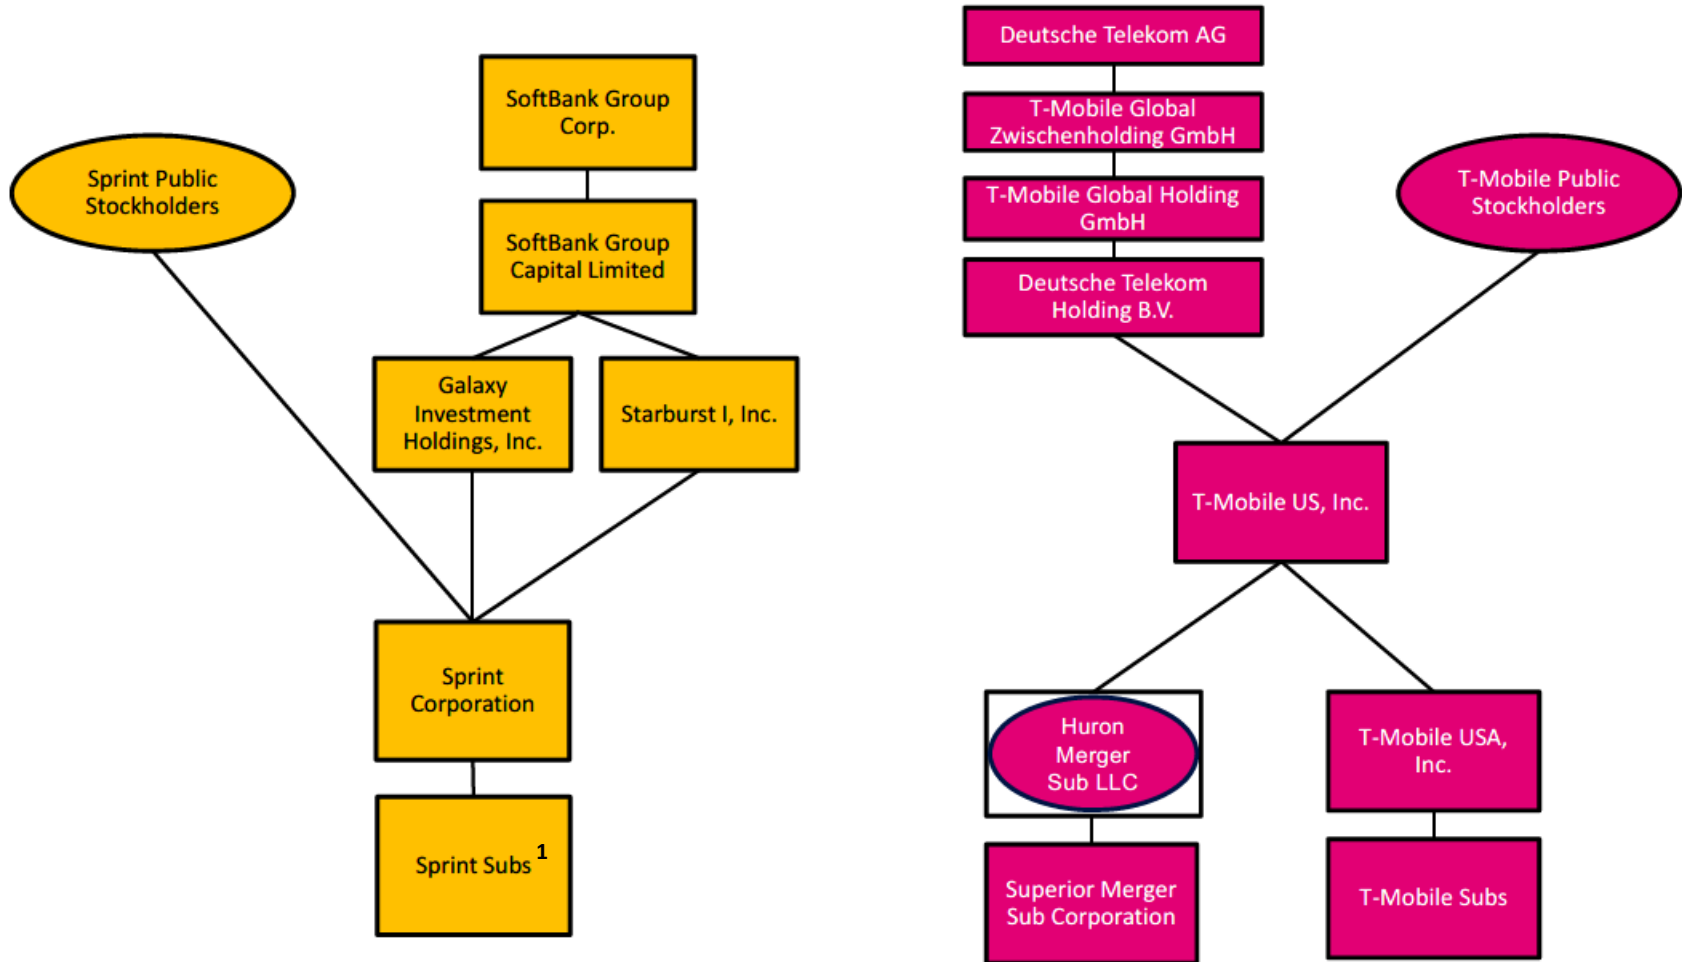 Sprint Public
Stockholders
SoftBank Group
Corp.
SoftBank Group
Capital Limited
Galaxy
Investment
Holdings, Inc.
Starburst I, Inc.
Sprint
Corporation
Sprint Subs 1
Deutsche Telekom AG
T-Mobile Global
Zwischenholding GmbH
T-Mobile Global Holding
GmbH
Deutsche Telekom
Holding B.V.
T-Mobile Public
Stockholders
T-Mobile US, Inc.
Huron
Merger
Sub LLC
Superior Merger
Sub Corporation
T-Mobile USA,
Inc.
T-Mobile Subs